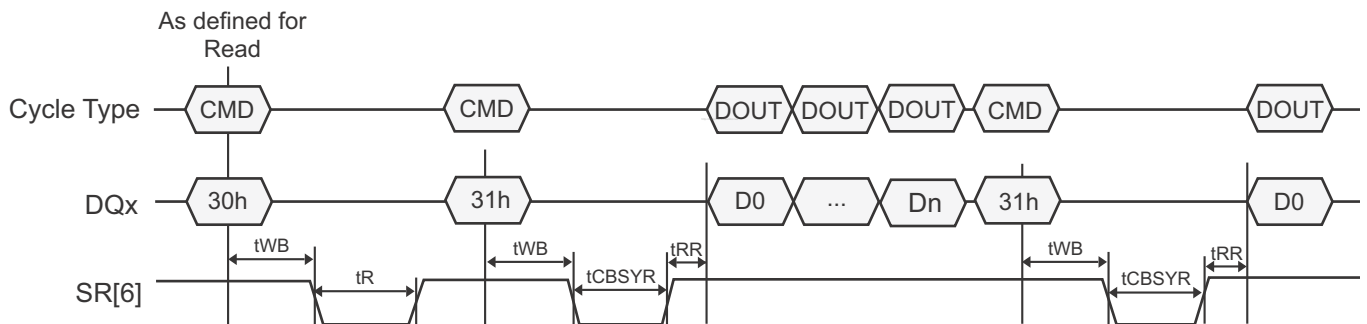 As defined for
Read
Cycle Type CMD CMD DOUT DOUT DOUT CMD DOUT
DQx 30h 31h D0 ... Dn 31h D0
tWB tWB tRR tWB tRR
tR tCBSYR tCBSYR
SR[6]